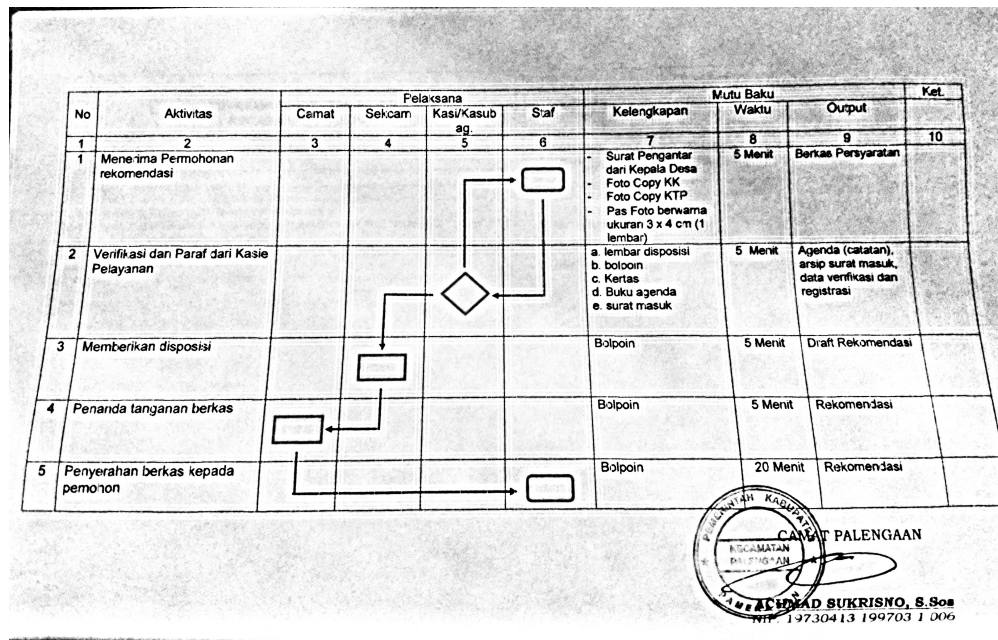 No Aktivitas Pelaksana Mutu Baku Ket.
Camat Sekcam Kasi/Kasub ag. Staf Kelengkapan Waktu Output
1 2 3 4 5 6 7 8 9 10
1 Menerima Permohonan rekomendasi
- Surat Pengantar dari Kepala Desa
- Foto Copy KK
- Foto Copy KTP
- Pas Foto berwarna ukuran 3 x 4 cm (1 lembar)
5 Menit
Berkas Persyaratan
2 Verifikasi dan Paraf dari Kasie Pelayanan
a. lembar disposisi
b. bolpoin
c. Kertas
d. Buku agenda
e. surat masuk
5 Menit
Agenda (catatan), arsip surat masuk, data verifikasi dan registrasi
3 Memberikan disposisi
Bolpoin
5 Menit
Draft Rekomendasi
4 Penanda tanganan berkas
Bolpoin
5 Menit
Rekomendasi
5 Penyerahan berkas kepada pemohon
Bolpoin
20 Menit
Rekomendasi
CAMAT PALENGAAN
PEMERINTAH KABUPATEN
KECAMATAN
PALENGAAN
ACHMAD SUKRISNO, S.Sos
NIP. 19730413 199703 1 006